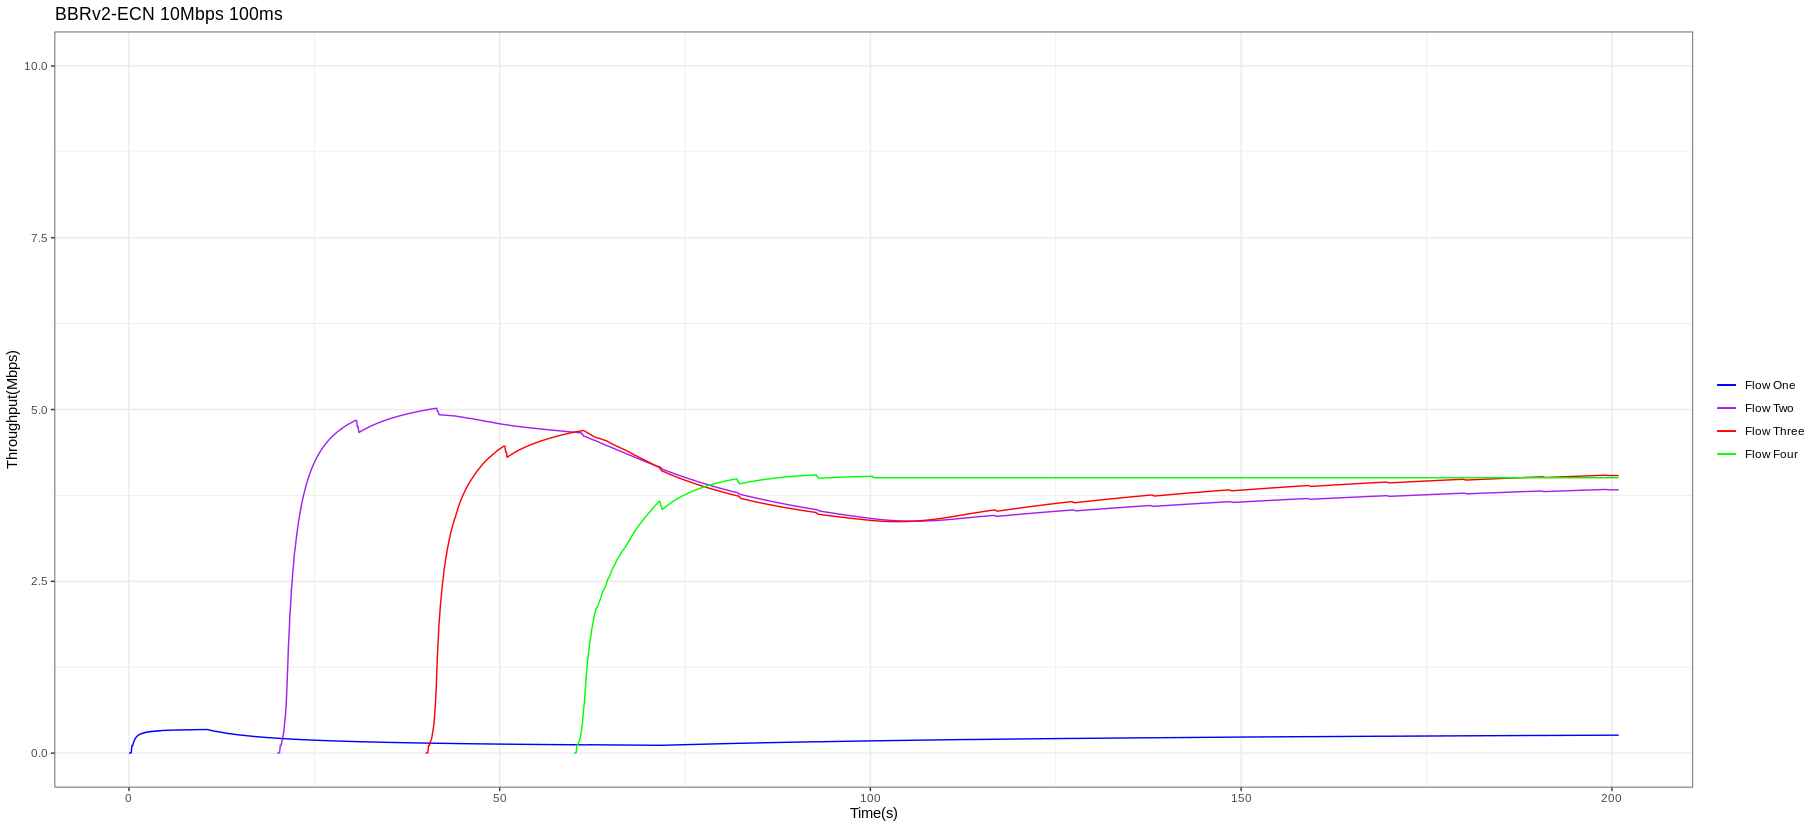 BBRv2-ECN 10Mbps 100ms
Throughput(Mbps)
10.0
7.5
5.0
2.5
0.0
0
50
100
150
200
Time(s)
Flow One
Flow Two
Flow Three
Flow Four